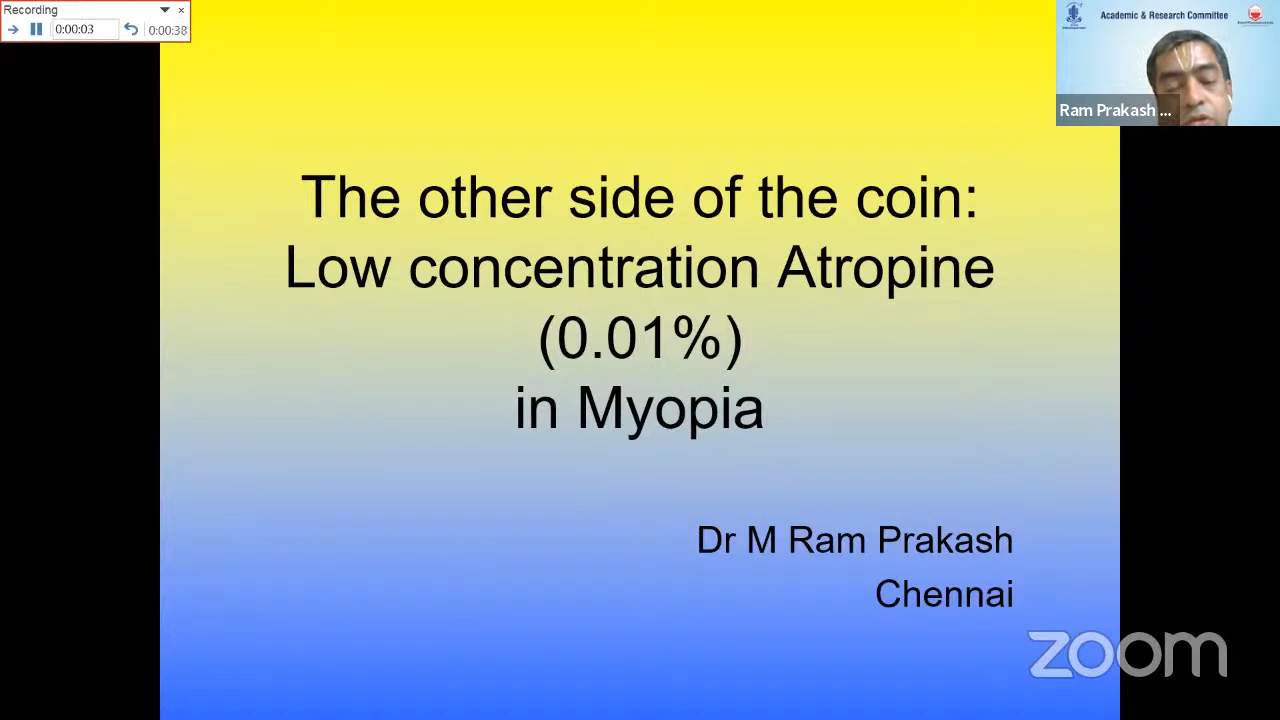 Recording
0:00:03
0:00:38
Academic & Research Committee
Ram Prakash ...
The other side of the coin:
Low concentration Atropine
(0.01%)
in Myopia
Dr M Ram Prakash
Chennai
zoom